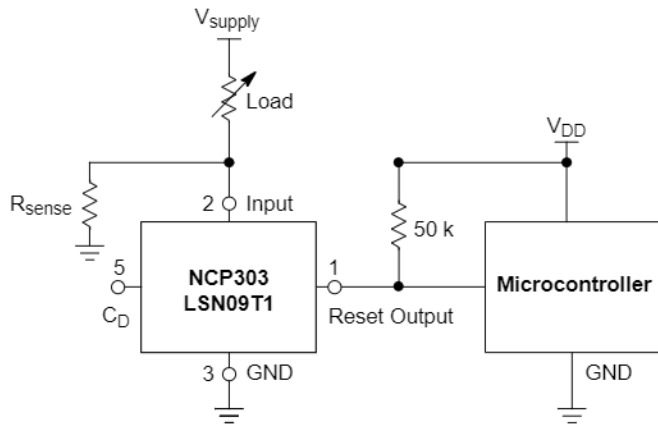 Vsupply
Load
VDD
Rsense
2 Input
50 k
5
NCP303
LSN09T1
1
Microcontroller
CD
Reset Output
3 GND
GND